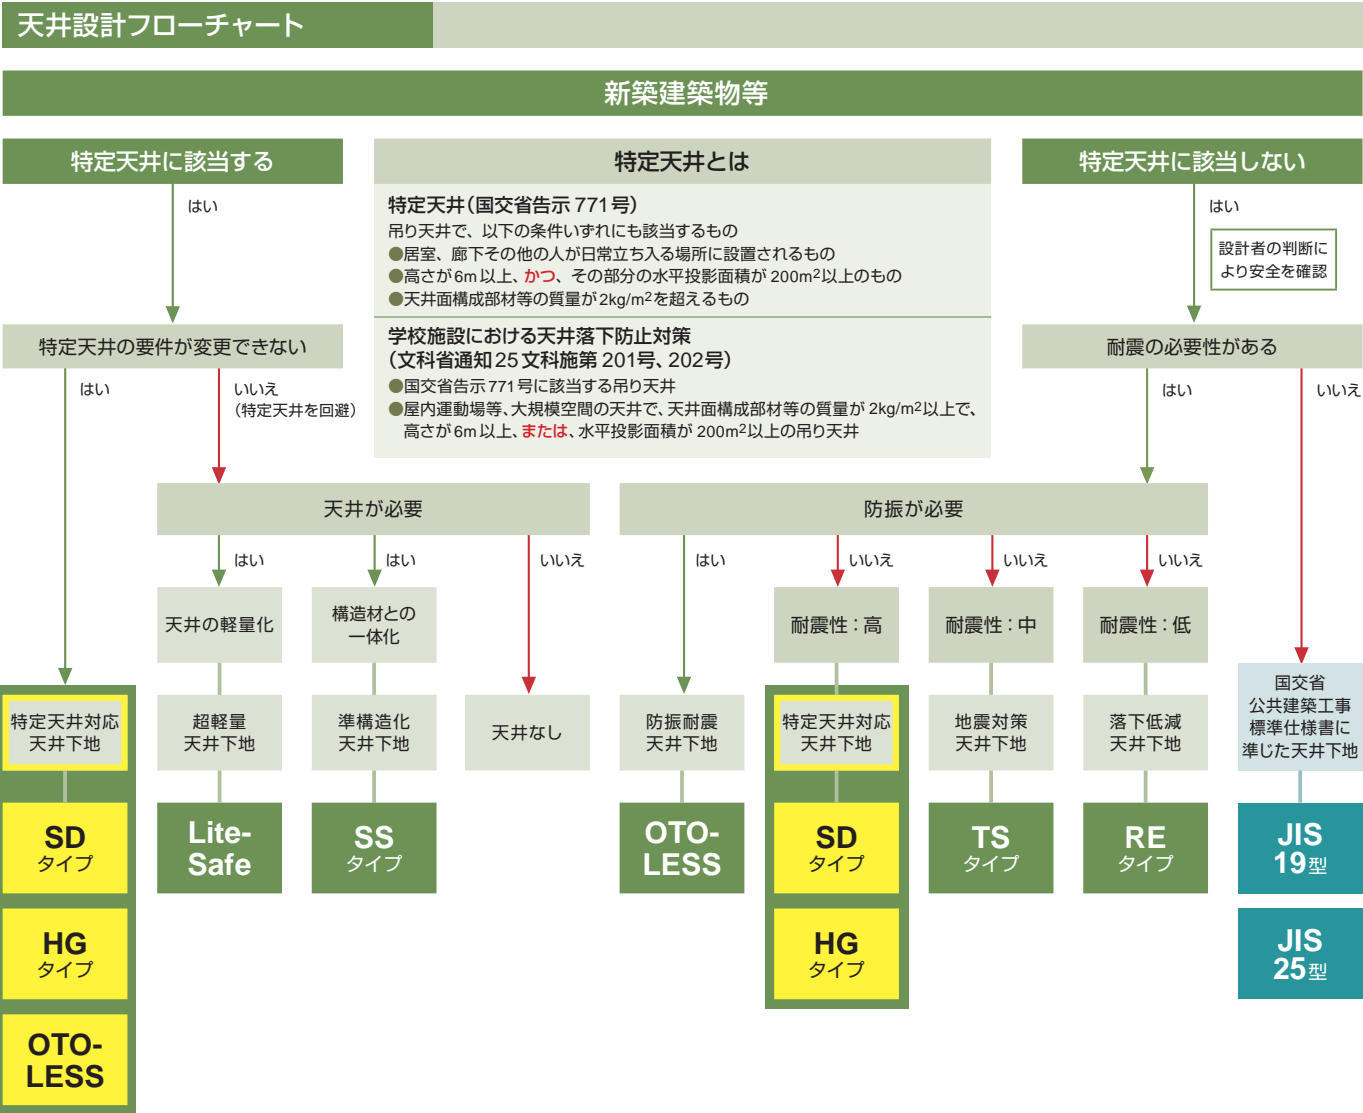 天井設計フローチャート
新築建築物等
特定天井に該当する
はい
特定天井の要件が変更できない
はい
いいえ
（特定天井を回避）
特定天井とは
特定天井（国交省告示771号）
吊り天井で、以下の条件いずれにも該当するもの
●居室、廊下その他の人が日常立ち入る場所に設置されるもの
●高さが6m以上、かつ、その部分の水平投影面積が200m²以上のもの
●天井面構成部材等の質量が2kg/m²を超えるもの
学校施設における天井落下防止対策
（文科省通知25文科施第201号、202号）
●国交省告示771号に該当する吊り天井
●屋内運動場等、大規模空間の天井で、天井面構成部材等の質量が2kg/m²以上で、
高さが6m以上、または、水平投影面積が200m²以上の吊り天井
特定天井に該当しない
はい
設計者の判断に
より安全を確認
耐震の必要性がある
はい
いいえ
天井が必要
はい
はい
いいえ
天井の軽量化
構造材との
一体化
防振が必要
はい
いいえ
いいえ
いいえ
耐震性：高
耐震性：中
耐震性：低
特定天井対応
天井下地
超軽量
天井下地
準構造化
天井下地
天井なし
防振耐震
天井下地
特定天井対応
天井下地
地震対策
天井下地
落下低減
天井下地
国交省
公共建築工事
標準仕様書に
準じた天井下地
SD
タイプ
Lite-
Safe
SS
タイプ
OTO-
LESS
SD
タイプ
TS
タイプ
RE
タイプ
JIS
19型
HG
タイプ
HG
タイプ
JIS
25型
OTO-
LESS